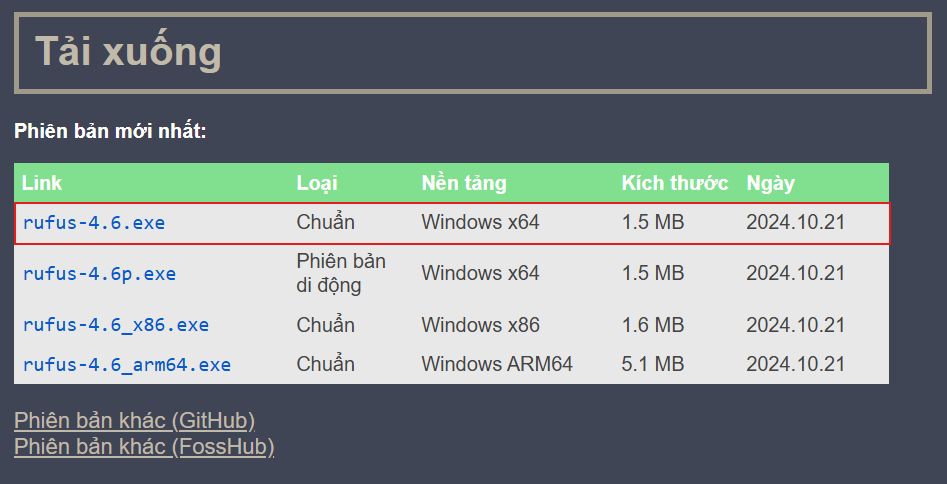 Tải xuống
Phiên bản mới nhất:
Link Loại Nền tảng Kích thước Ngày
rufus-4.6.exe Chuẩn Windows x64 1.5 MB 2024.10.21
rufus-4.6p.exe Phiên bản di động Windows x64 1.5 MB 2024.10.21
rufus-4.6_x86.exe Chuẩn Windows x86 1.6 MB 2024.10.21
rufus-4.6_arm64.exe Chuẩn Windows ARM64 5.1 MB 2024.10.21
Phiên bản khác (GitHub)
Phiên bản khác (FossHub)